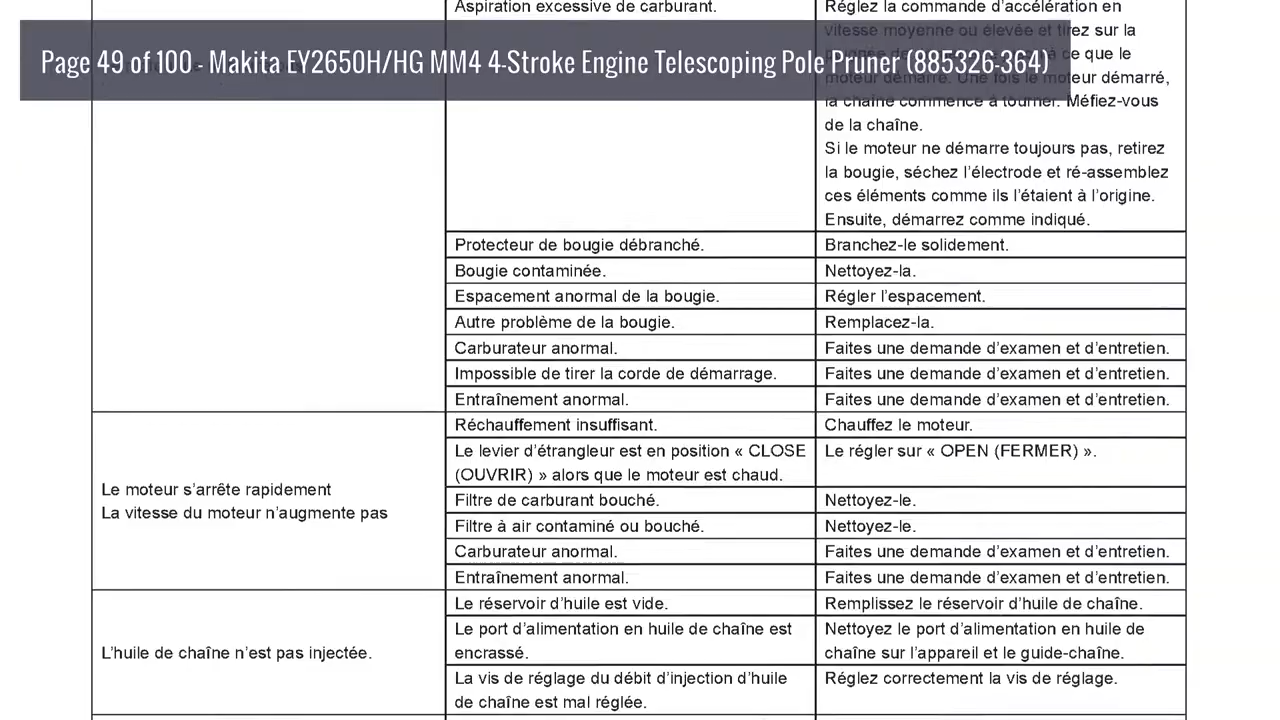 Page 49 of 100 - Makita EY2650H/HG MM4 4-Stroke Engine Telescoping Pole Pruner (885326-364)
Aspiration excessive de carburant.
Réglez la commande d'accélération en
vitesse moyenne ou élevée et tirez sur la
ce que le
moteur démarre. Une fois le moteur démarré,
la chaîne commence à tourner. Méfiez-vous
de la chaîne.
Si le moteur ne démarre toujours pas, retirez
la bougie, séchez l'électrode et ré-assemblez
ces éléments comme ils l'étaient à l'origine.
Ensuite, démarrez comme indiqué.
Protecteur de bougie débranché.
Branchez-le solidement.
Bougie contaminée.
Nettoyez-la.
Espacement anormal de la bougie.
Régler l'espacement.
Autre problème de la bougie.
Remplacez-la.
Carburateur anormal.
Faites une demande d'examen et d'entretien.
Impossible de tirer la corde de démarrage.
Faites une demande d'examen et d'entretien.
Entraînement anormal.
Faites une demande d'examen et d'entretien.
Le moteur s'arrête rapidement
La vitesse du moteur n'augmente pas
Réchauffement insuffisant.
Chauffez le moteur.
Le levier d'étrangleur est en position « CLOSE
(OUVRIR) » alors que le moteur est chaud.
Le régler sur « OPEN (FERMER) ».
Filtre de carburant bouché.
Nettoyez-le.
Filtre à air contaminé ou bouché.
Nettoyez-le.
Carburateur anormal.
Faites une demande d'examen et d'entretien.
Entraînement anormal.
Faites une demande d'examen et d'entretien.
L'huile de chaîne n'est pas injectée.
Le réservoir d'huile est vide.
Remplissez le réservoir d'huile de chaîne.
Le port d'alimentation en huile de chaîne est
encrassé.
Nettoyez le port d'alimentation en huile de
chaîne sur l'appareil et le guide-chaîne.
La vis de réglage du débit d'injection d'huile
de chaîne est mal réglée.
Réglez correctement la vis de réglage.